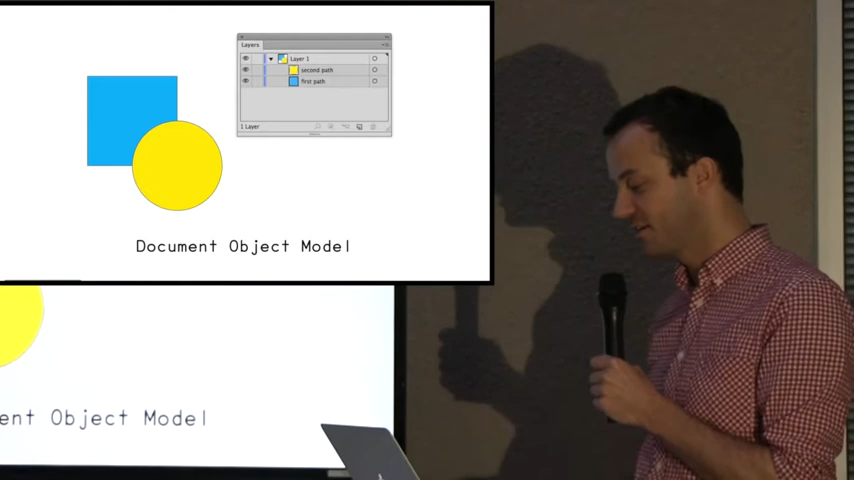 Layers
Layer 1
second path
first path
1 Layer
Document Object Model
ent Object Model